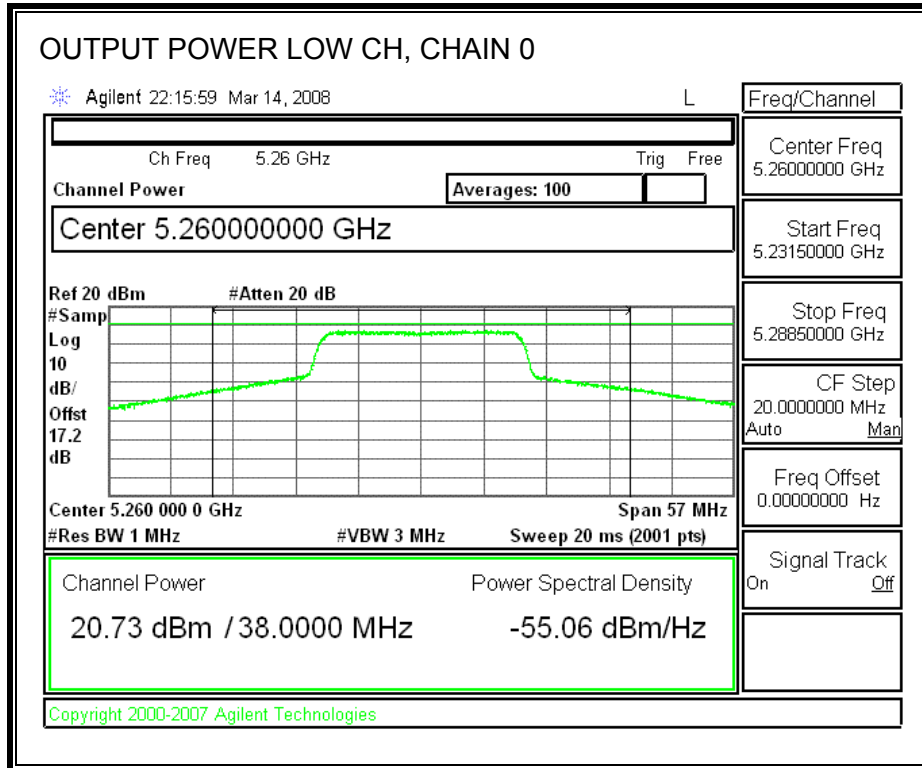 OUTPUT POWER LOW CH, CHAIN 0
Agilent 22:15:59 Mar 14, 2008 L
Freq/Channel
Ch Freq 5.26 GHz Trig Free
Channel Power Averages: 100
Center 5.260000000 GHz
Ref 20 dBm #Atten 20 dB
#Samp
Log
10
dB/
Offst
17.2
dB
Center 5.260 000 0 GHz Span 57 MHz
#Res BW 1 MHz #VBW 3 MHz Sweep 20 ms (2001 pts)
Channel Power Power Spectral Density
20.73 dBm / 38.0000 MHz -55.06 dBm/Hz
Copyright 2000-2007 Agilent Technologies
Center Freq
5.26000000 GHz
Start Freq
5.23150000 GHz
Stop Freq
5.28850000 GHz
CF Step
20.0000000 MHz
Auto Man
Freq Offset
0.00000000 Hz
Signal Track
On Off